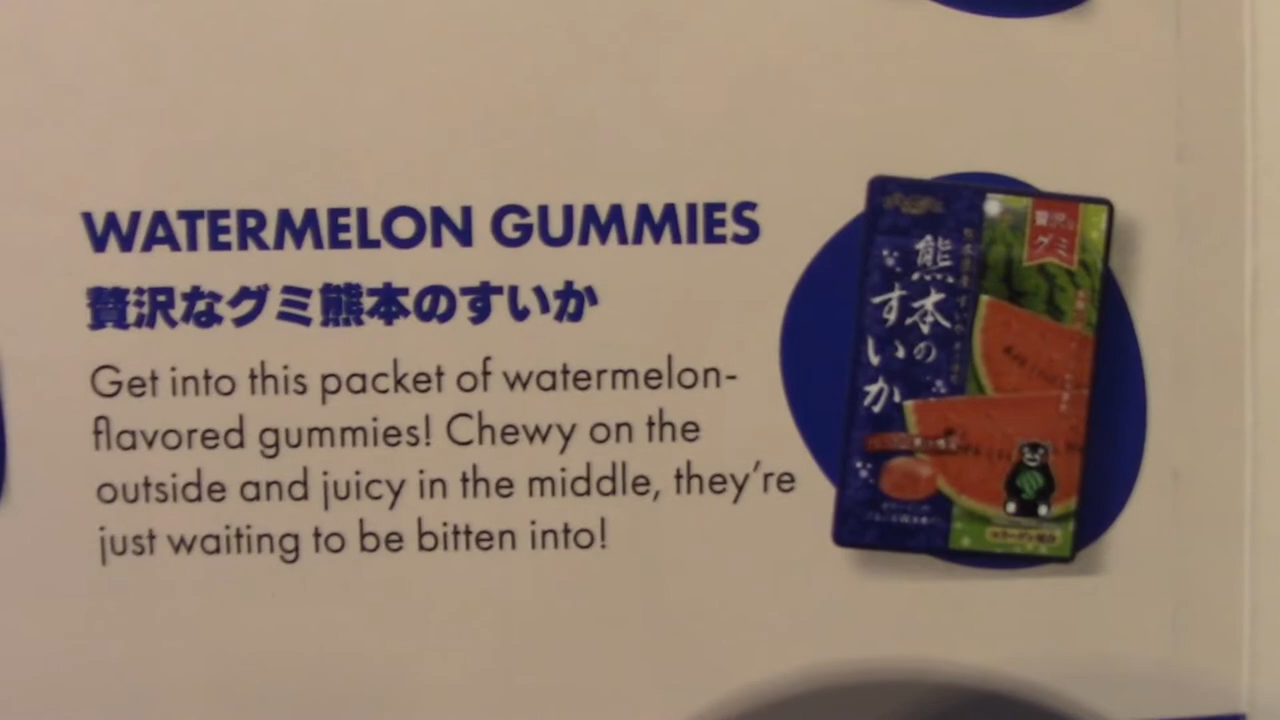 WATERMELON GUMMIES
贅沢なグミ熊本のすいか
Get into this packet of watermelon-
flavored gummies! Chewy on the
outside and juicy in the middle, they're
just waiting to be bitten into!
熊本の
すいか
贅沢な
グミ